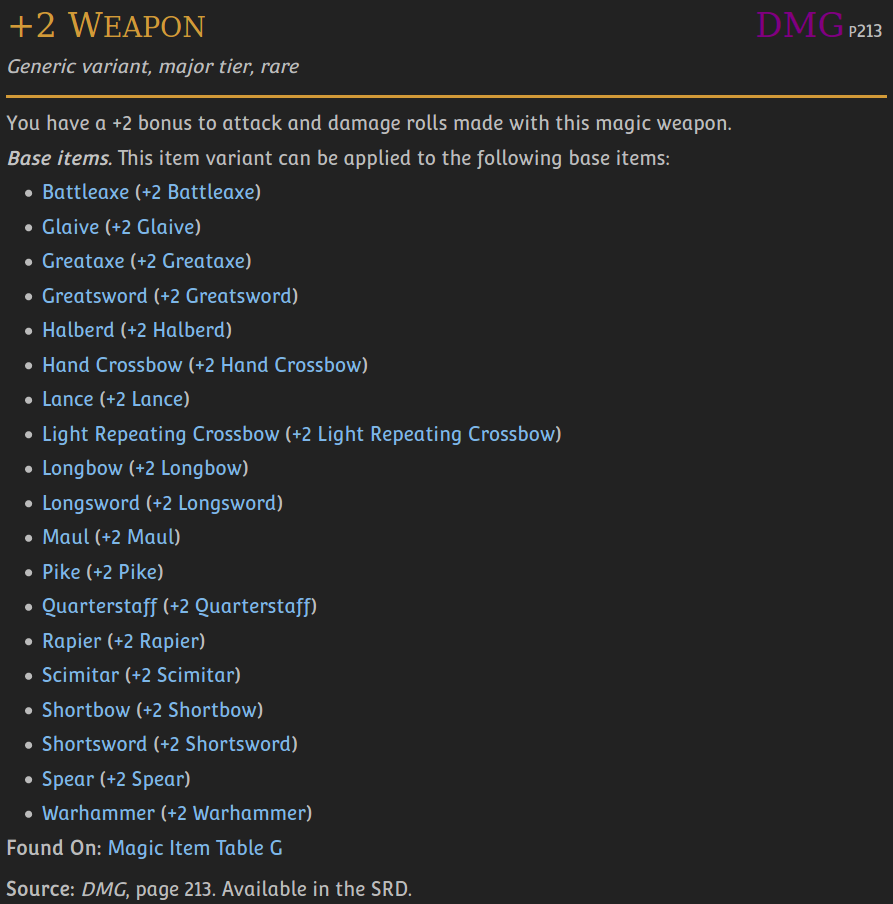 +2 Weapon DMG P213
Generic variant, major tier, rare
You have a +2 bonus to attack and damage rolls made with this magic weapon.
Base items. This item variant can be applied to the following base items:
• Battleaxe (+2 Battleaxe)
• Glaive (+2 Glaive)
• Greataxe (+2 Greataxe)
• Greatsword (+2 Greatsword)
• Halberd (+2 Halberd)
• Hand Crossbow (+2 Hand Crossbow)
• Lance (+2 Lance)
• Light Repeating Crossbow (+2 Light Repeating Crossbow)
• Longbow (+2 Longbow)
• Longsword (+2 Longsword)
• Maul (+2 Maul)
• Pike (+2 Pike)
• Quarterstaff (+2 Quarterstaff)
• Rapier (+2 Rapier)
• Scimitar (+2 Scimitar)
• Shortbow (+2 Shortbow)
• Shortsword (+2 Shortsword)
• Spear (+2 Spear)
• Warhammer (+2 Warhammer)
Found On: Magic Item Table G
Source: DMG, page 213. Available in the SRD.